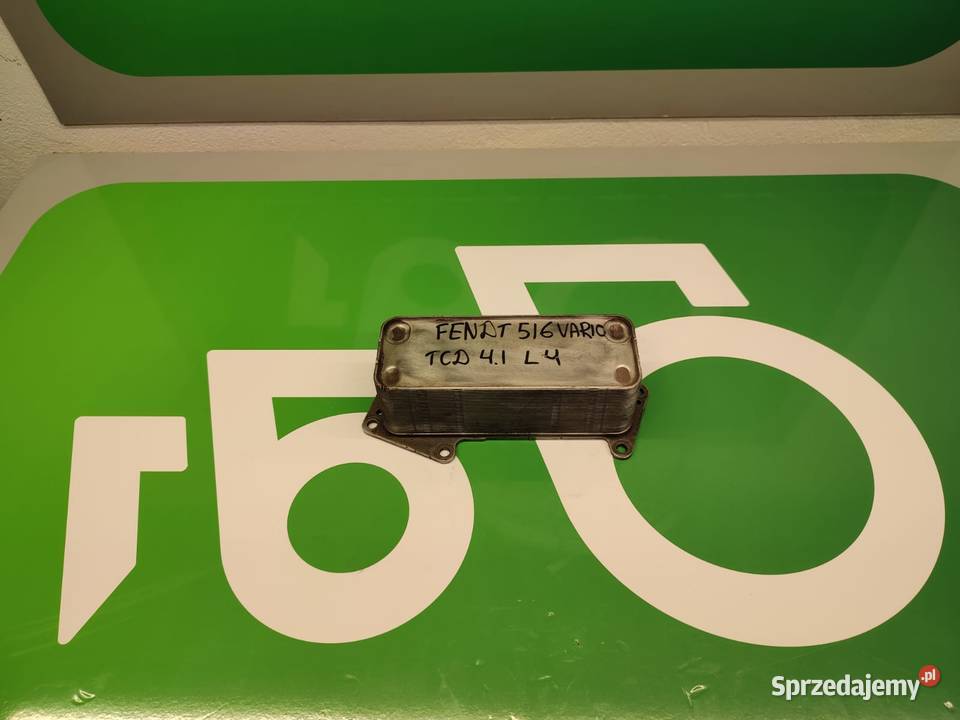 FENDT 516 VARIO
TCD 4.1 L4
Sprzedajemy.pl